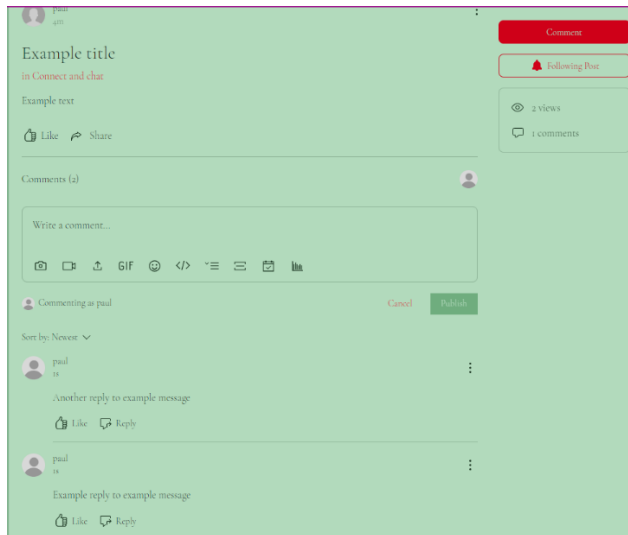 paul
4m
Example title
in Connect and chat
Example text
Like Share
Comments (2)
Write a comment...
GIF </>
Commenting as paul Cancel Publish
Sort by: Newest
paul
1s
Another reply to example message
Like Reply
paul
1s
Example reply to example message
Like Reply
Comment
Following Post
2 views
1 comments